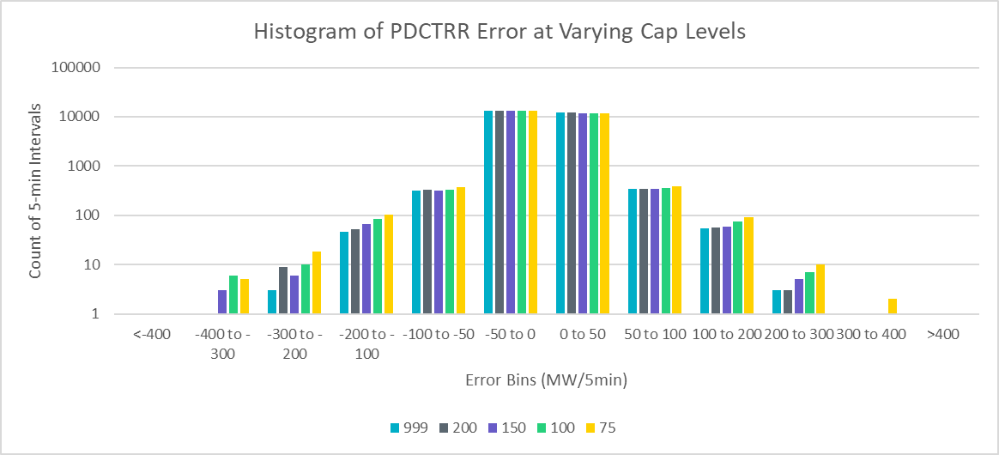 Histogram of PDCTRR Error at Varying Cap Levels
100000
10000
1000
100
10
1
Count of 5-min Intervals
<-400
-400 to -
300
-300 to -
200
-200 to -
100
-100 to -50
-50 to 0
0 to 50
50 to 100
100 to 200
200 to 300
300 to 400
>400
Error Bins (MW/5min)
999
200
150
100
75